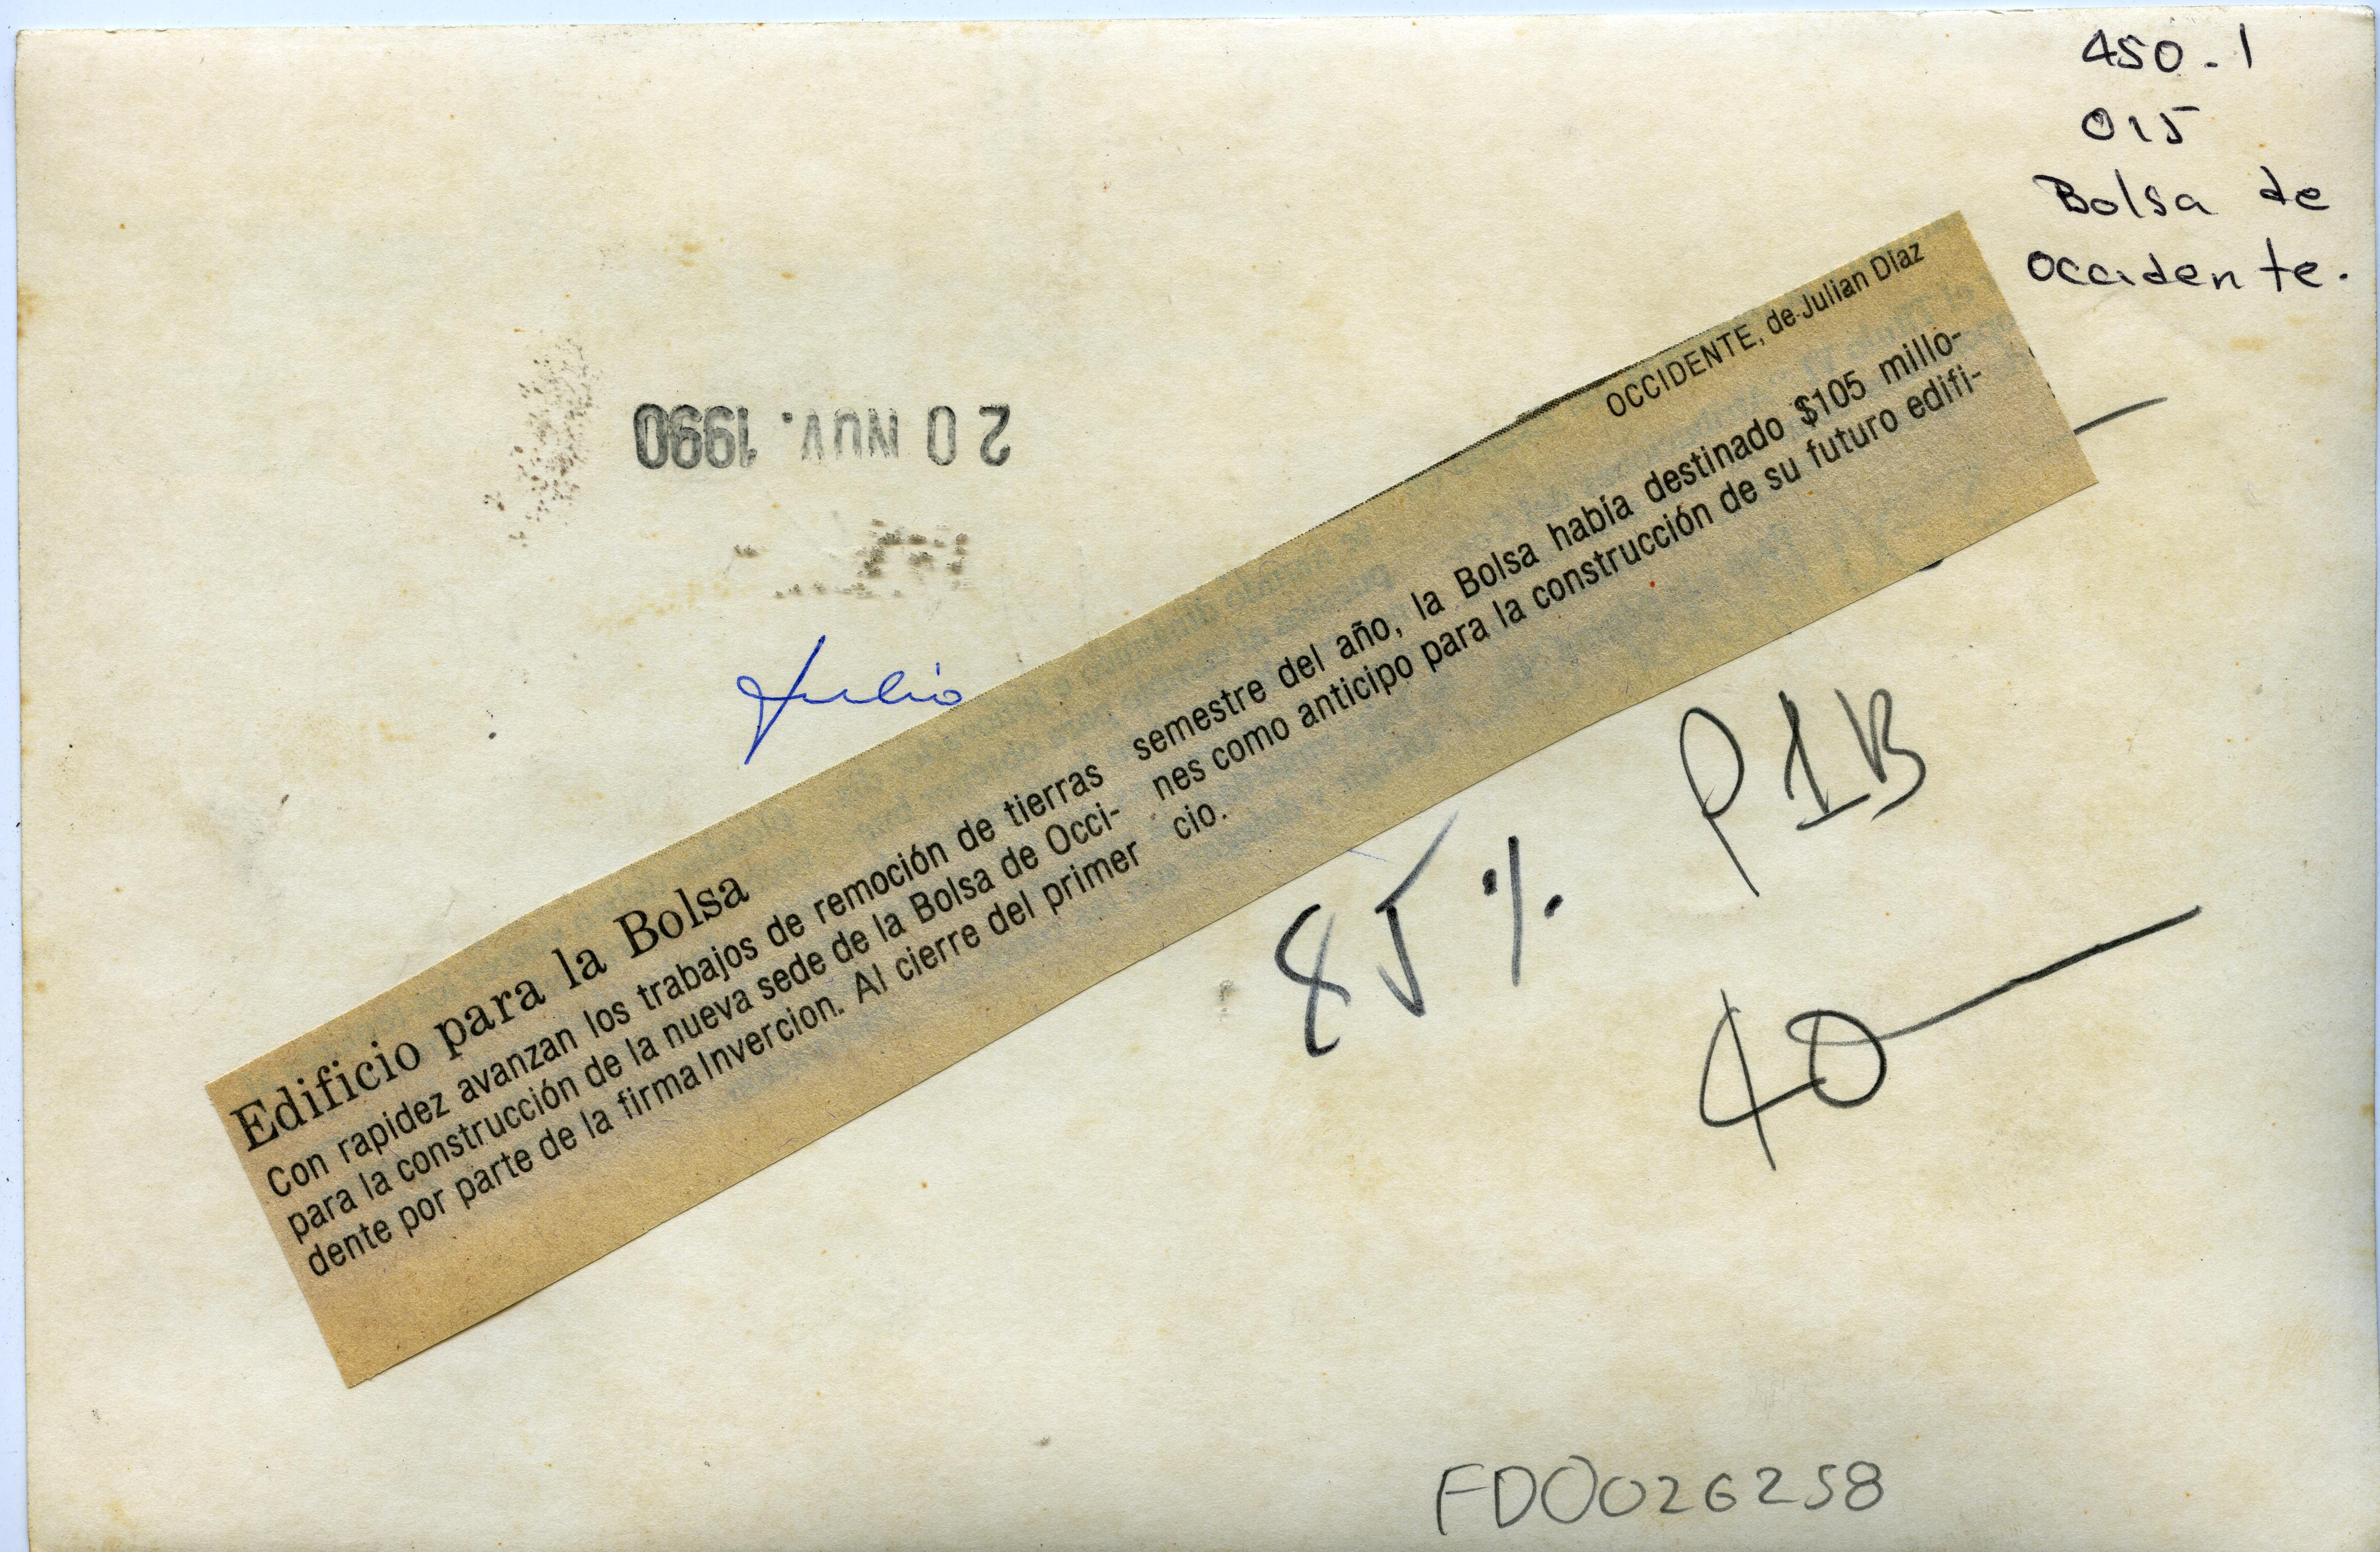 450-1
015
Bolsa de
Occidente.
20 NOV. 1990
Julio
OCCIDENTE, de Julian Díaz
Edificio para la Bolsa
Con rapidez avanzan los trabajos de remoción de tierras
para la construcción de la nueva sede de la Bolsa de Occi-
dente por parte de la firma Invercion. Al cierre del primer
semestre del año, la Bolsa había destinado $105 millo-
nes como anticipo para la construcción de su futuro edifi-
cio.
85%
P1B
40
FD0026258